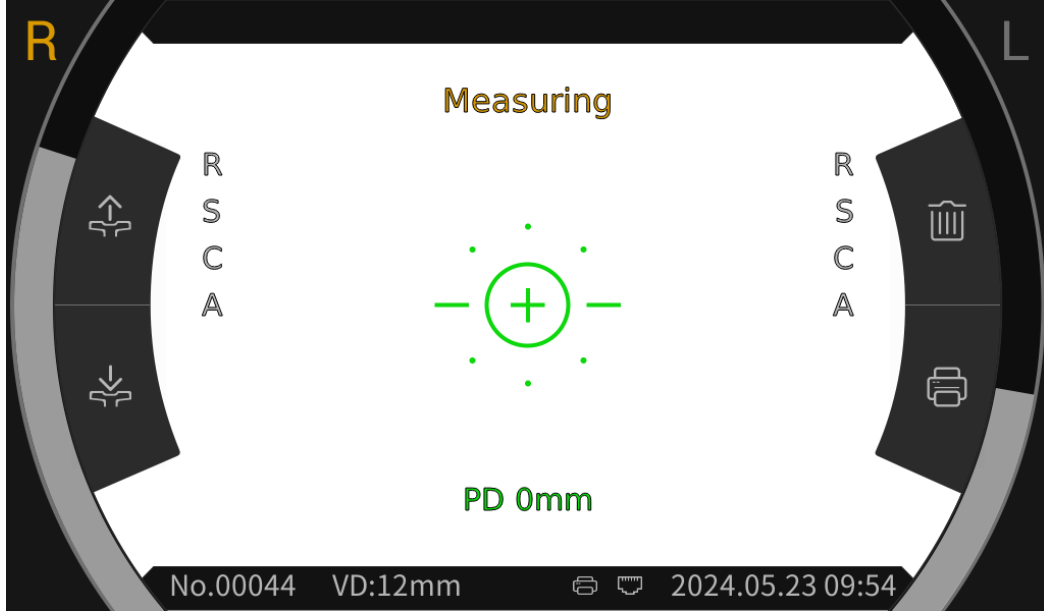 R L
Measuring
R R
S S
C C
A A
PD 0mm
No.00044 VD:12mm 2024.05.23 09:54